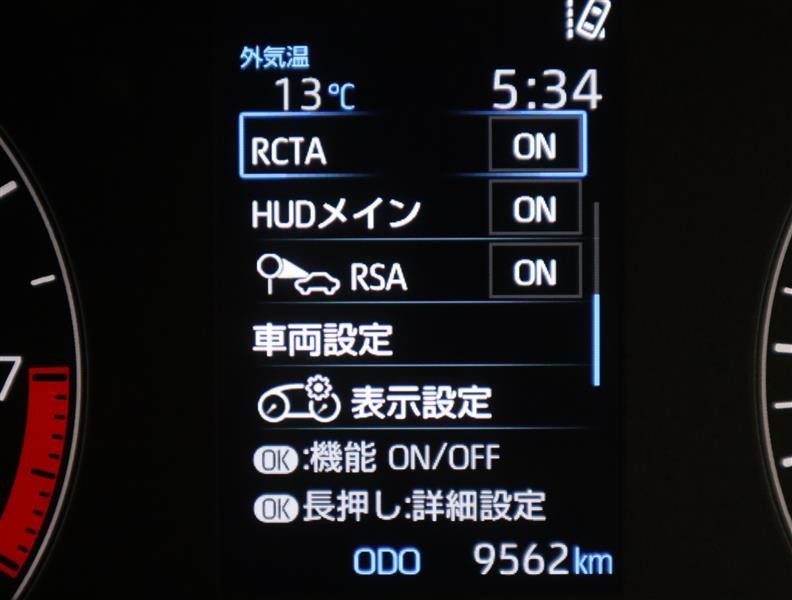 外気温
13℃ 5:34
RCTA ON
HUDメイン ON
RSA ON
車両設定
表示設定
OK:機能 ON/OFF
OK長押し:詳細設定
7
ODO 9562km